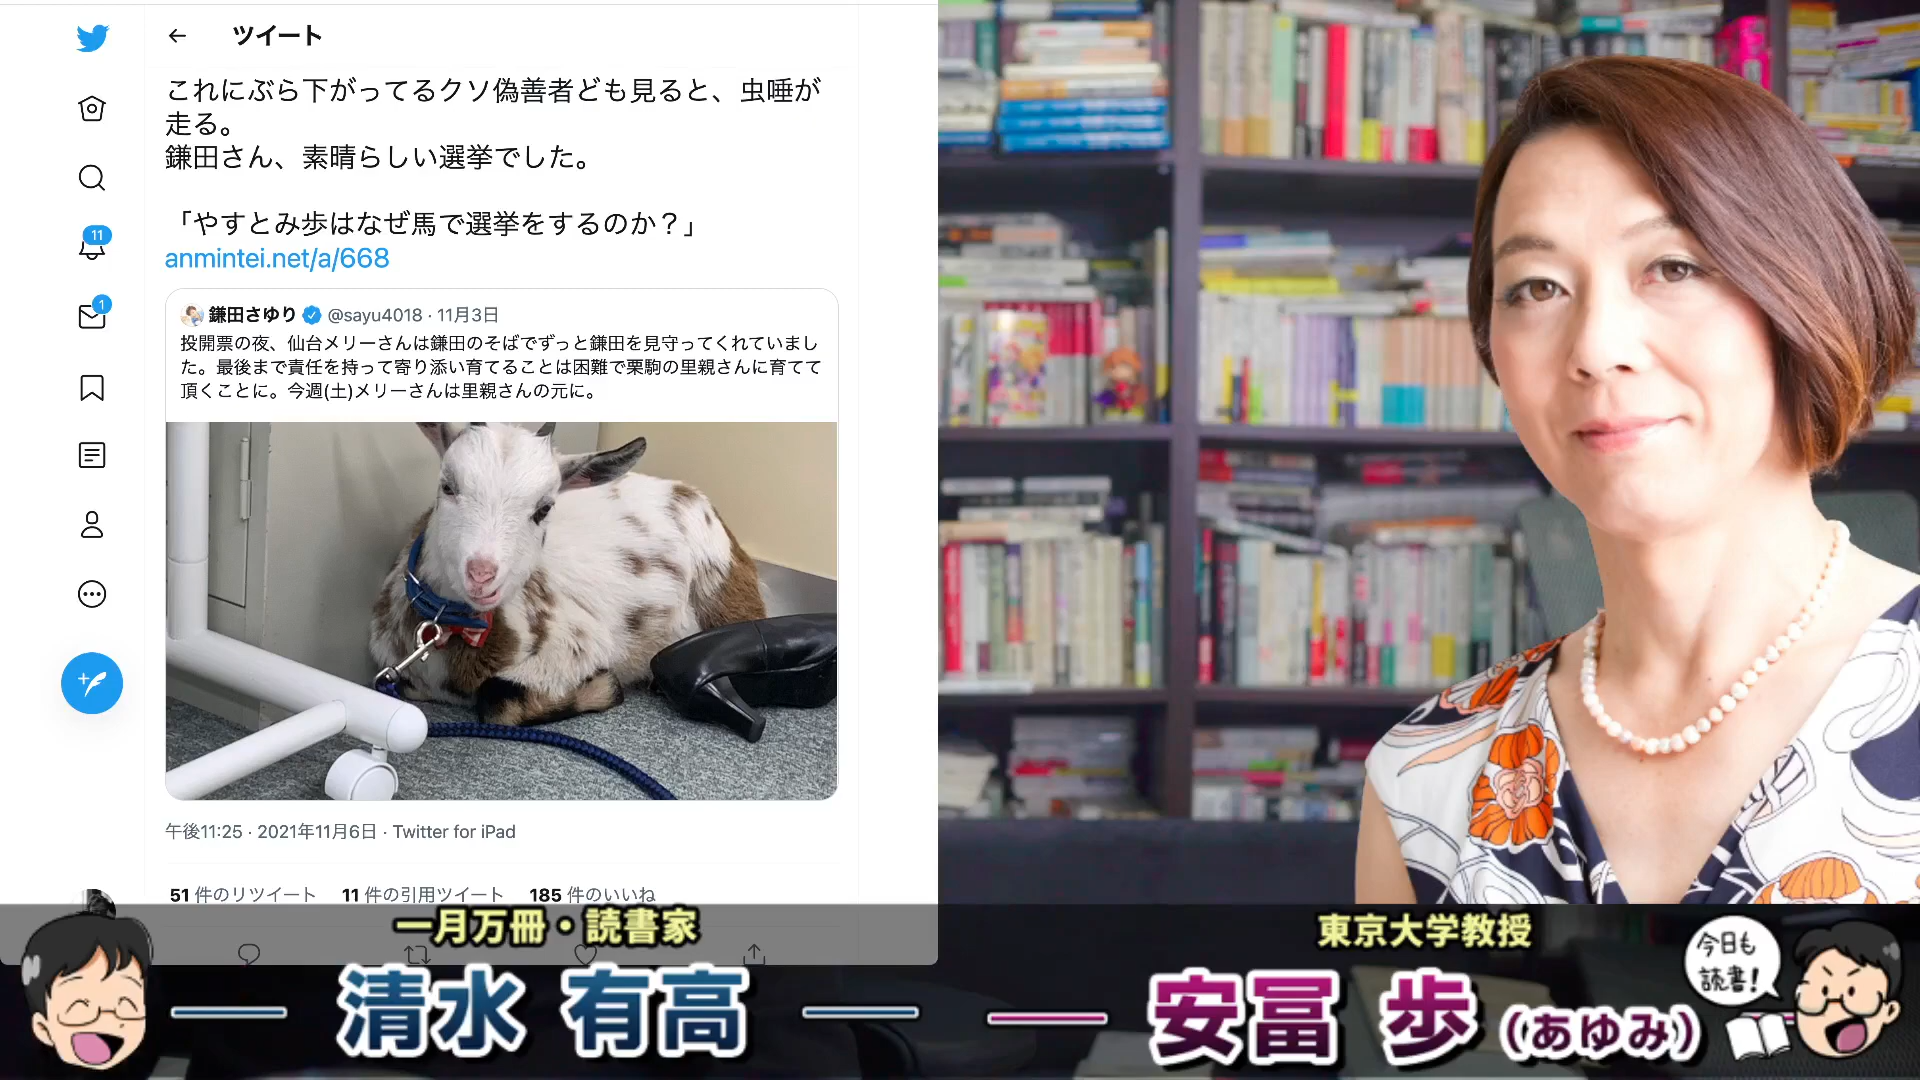 ツイート
これにぶら下がってるクソ偽善者ども見ると、虫唾が
走る。
鎌田さん、素晴らしい選挙でした。
「やすとみ歩はなぜ馬で選挙をするのか？」
anmintei.net/a/668
11
1
鎌田さゆり @sayu4018 · 11月3日
投開票の夜、仙台メリーさんは鎌田のそばでずっと鎌田を見守ってくれていまし
た。最後まで責任を持って寄り添い育てることは困難で栗駒の里親さんに育てて
頂くことに。今週(土)メリーさんは里親さんの元に。
午後11:25 · 2021年11月6日 · Twitter for iPad
51 件のリツイート 11 件の引用ツイート 185 件のいいね
一月万冊・読書家
清水 有高
東京大学教授
安冨 歩 (あゆみ)
今日も
読書!